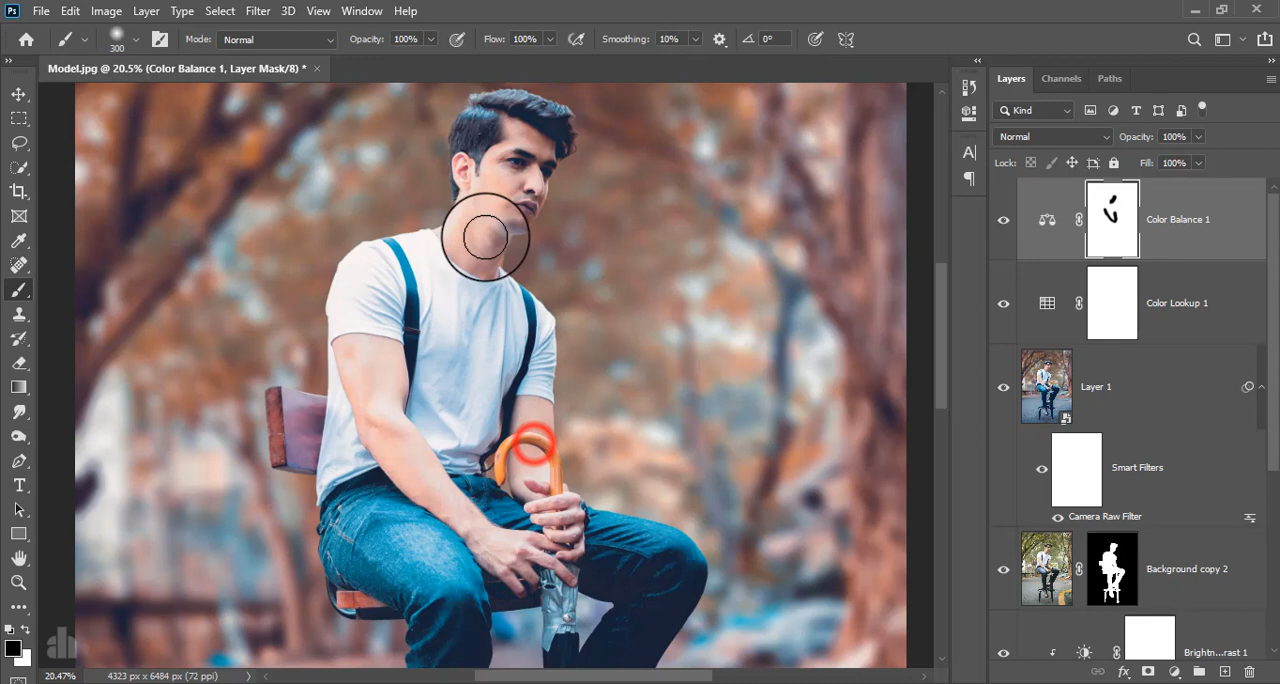 Ps File Edit Image Layer Type Select Filter 3D View Window Help
300 Mode: Normal Opacity: 100% Flow: 100% Smoothing: 10% 0°
Model.jpg @ 20.5% (Color Balance 1, Layer Mask/8) * ×
Layers Channels Paths
Kind
Normal Opacity: 100%
Lock: Fill: 100%
Color Balance 1
Color Lookup 1
Layer 1
Smart Filters
Camera Raw Filter
Background copy 2
Brightn...rast 1
ah
20.47% 4323 px x 6484 px (72 ppi)